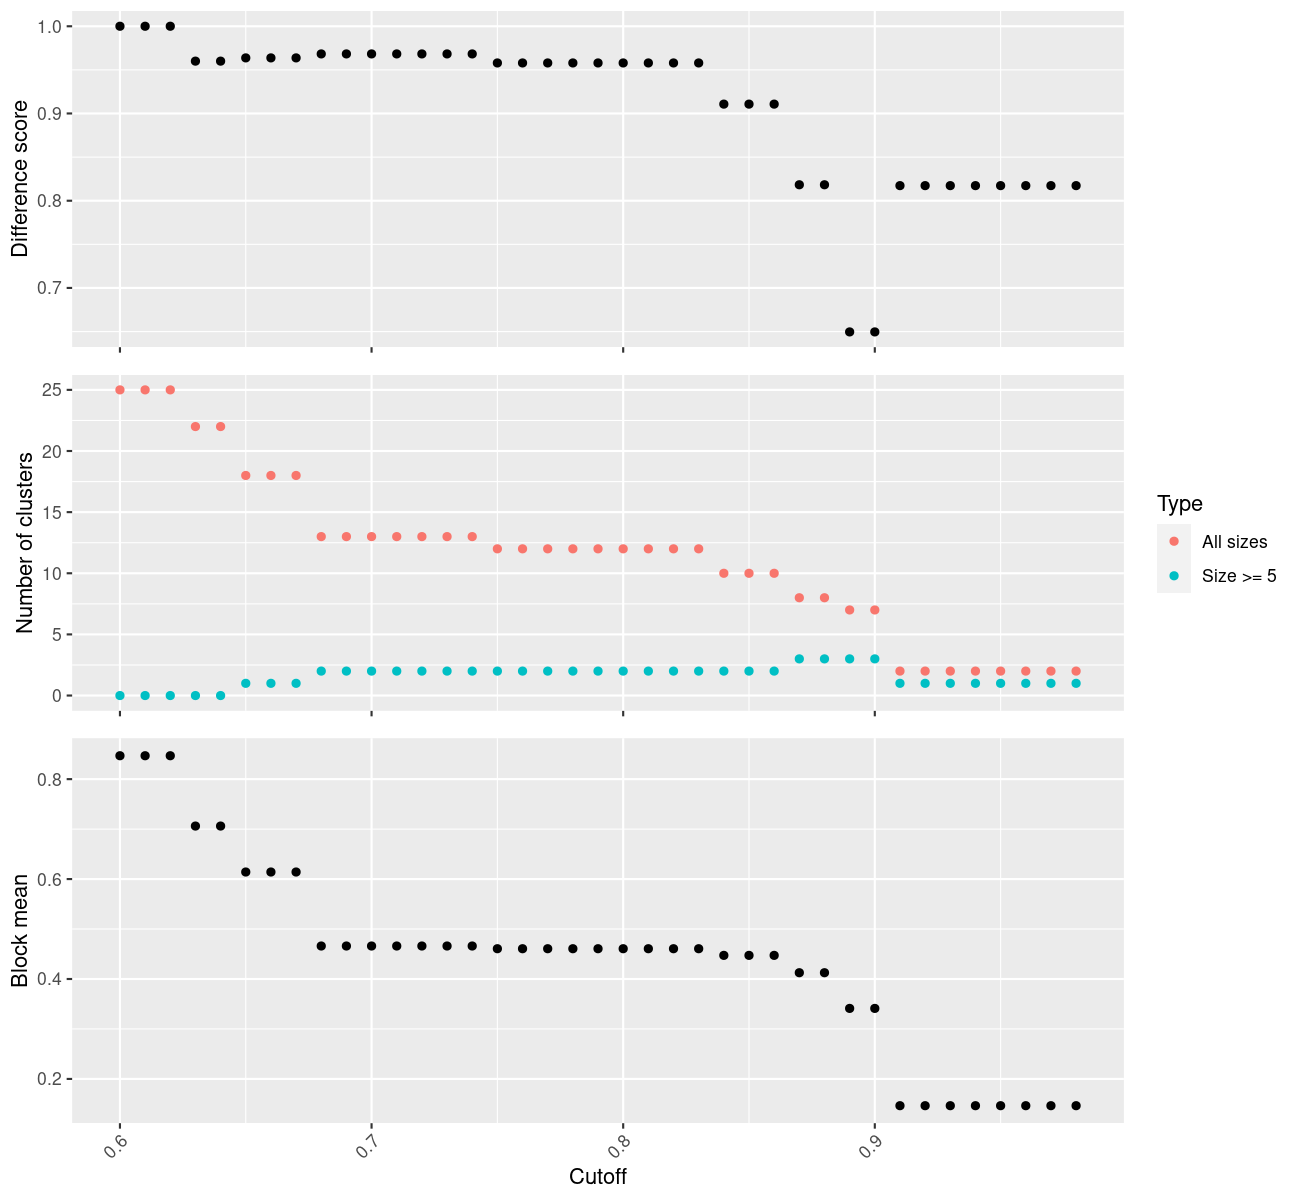 Difference score
1.0
0.9
0.8
0.7
Number of clusters
25
20
15
10
5
0
Type
All sizes
Size >= 5
Block mean
0.8
0.6
0.4
0.2
0.6
0.7
0.8
0.9
Cutoff